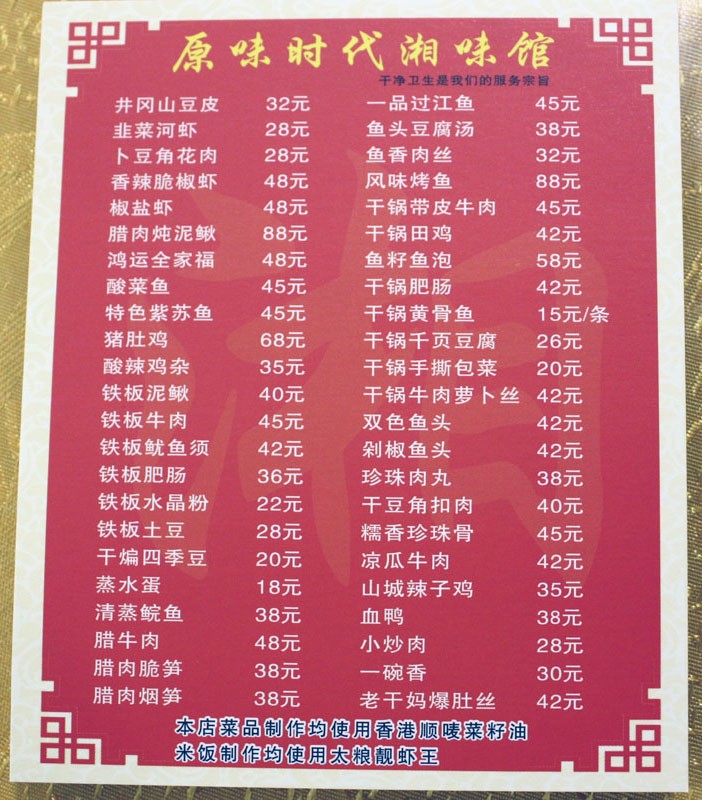 原味时代湘味馆
干净卫生是我们的服务宗旨
井冈山豆皮 32元
韭菜河虾 28元
卜豆角花肉 28元
香辣脆椒虾 48元
椒盐虾 48元
腊肉炖泥鳅 88元
鸿运全家福 48元
酸菜鱼 45元
特色紫苏鱼 45元
猪肚鸡 68元
酸辣鸡杂 35元
铁板泥鳅 40元
铁板牛肉 45元
铁板鱿鱼须 42元
铁板肥肠 36元
铁板水晶粉 22元
铁板土豆 28元
干煸四季豆 20元
蒸水蛋 18元
清蒸鲩鱼 38元
腊牛肉 48元
腊肉脆笋 38元
腊肉烟笋 38元
一品过江鱼 45元
鱼头豆腐汤 38元
鱼香肉丝 32元
风味烤鱼 88元
干锅带皮牛肉 45元
干锅田鸡 42元
鱼籽鱼泡 58元
干锅肥肠 42元
干锅黄骨鱼 15元/条
干锅千页豆腐 26元
干锅手撕包菜 20元
干锅牛肉萝卜丝 42元
双色鱼头 42元
剁椒鱼头 42元
珍珠肉丸 38元
干豆角扣肉 40元
糯香珍珠骨 45元
凉瓜牛肉 42元
山城辣子鸡 35元
血鸭 38元
小炒肉 28元
一碗香 30元
老干妈爆肚丝 42元
本店菜品制作均使用香港顺唛菜籽油
米饭制作均使用太粮靓虾王
湘